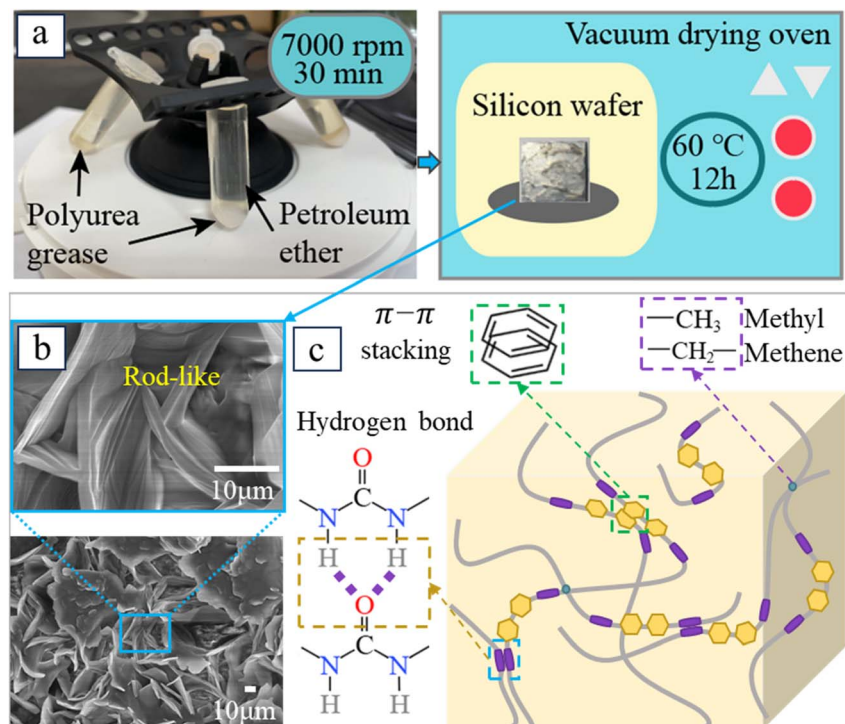 a
7000 rpm
30 min
Polyurea
grease
Petroleum
ether
Vacuum drying oven
Silicon wafer
60 °C
12h
b
Rod-like
10μm
10μm
c
π−π
stacking
—CH₃ Methyl
—CH₂— Methene
Hydrogen bond
O
C
N N
H H
O
C
N N
H H